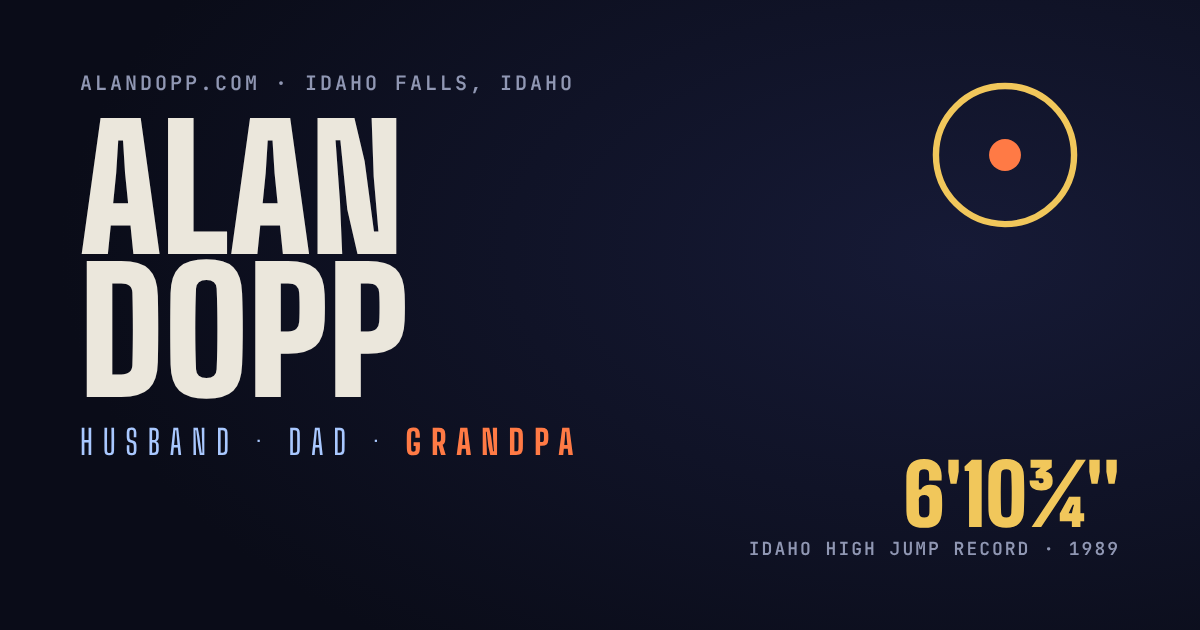 ALANDOPP.COM · IDAHO FALLS, IDAHO
ALAN
DOPP
HUSBAND · DAD · GRANDPA
6'10¾"
IDAHO HIGH JUMP RECORD · 1989